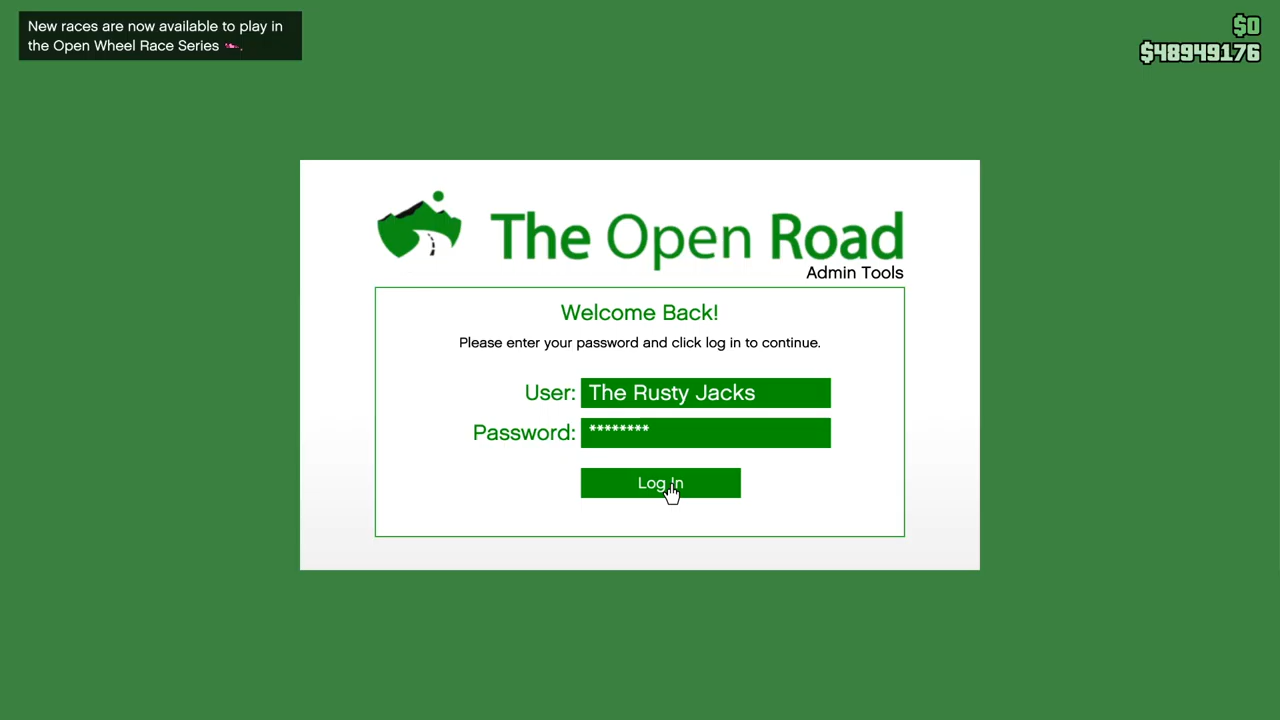 New races are now available to play in
the Open Wheel Race Series
$0
$48949176
The Open Road
Admin Tools
Welcome Back!
Please enter your password and click log in to continue.
User: The Rusty Jacks
Password: ********
Log In